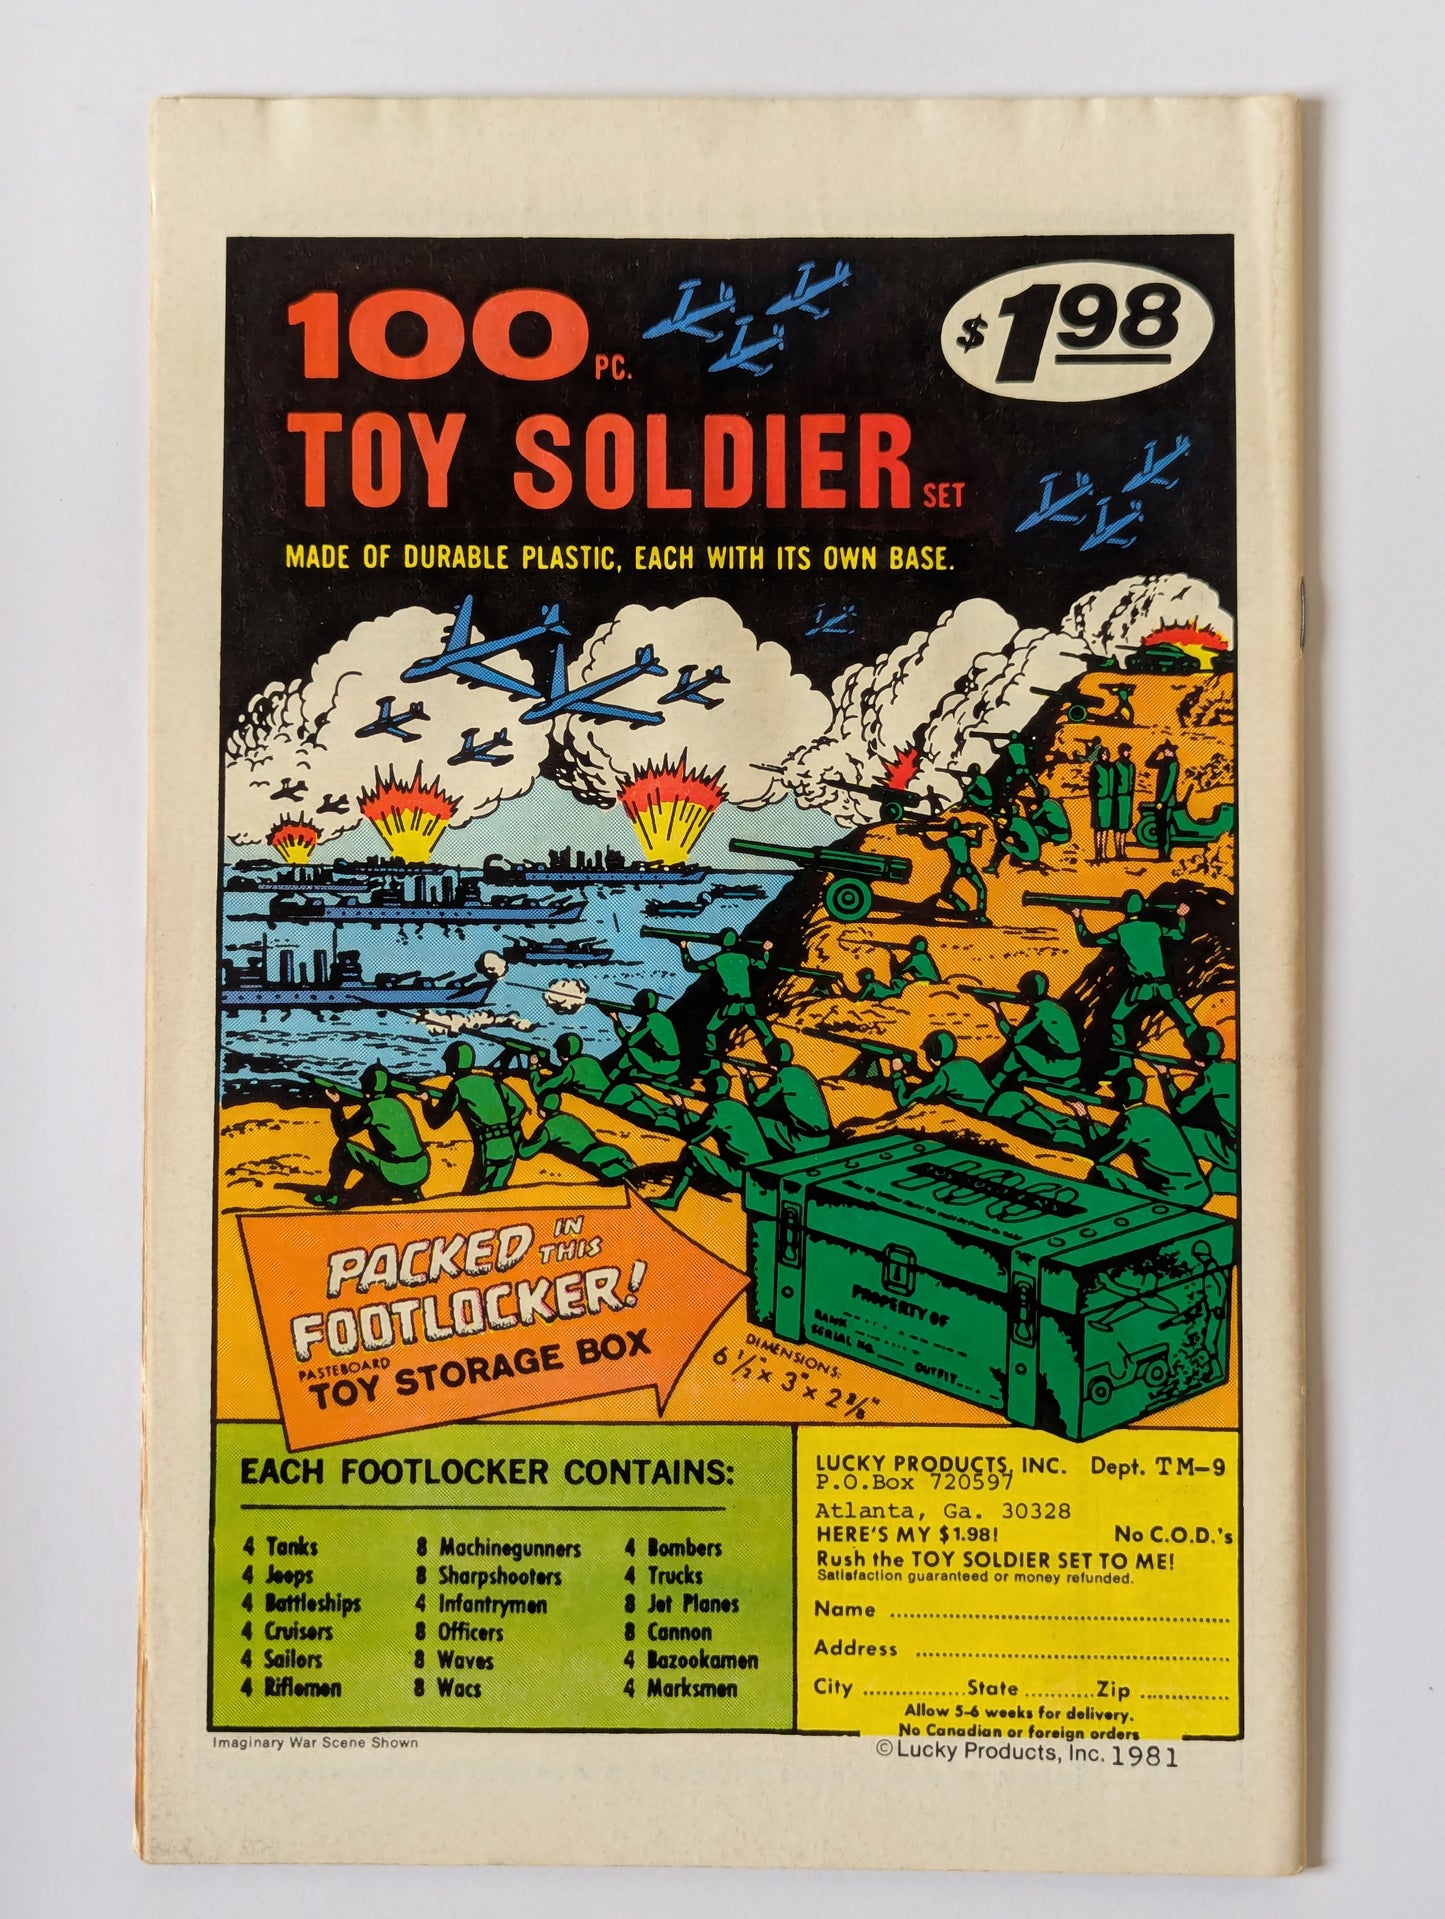 100 PC.
$1.98
TOY SOLDIER SET
MADE OF DURABLE PLASTIC, EACH WITH ITS OWN BASE.
PACKED IN THIS
FOOTLOCKER!
PASTEBOARD
TOY STORAGE BOX
DIMENSIONS:
6 1/2" x 3" x 2 3/8"
PROPERTY OF
RANK
SERIAL NO.
OUTFIT
EACH FOOTLOCKER CONTAINS:
4 Tanks
4 Jeeps
4 Battleships
4 Cruisers
4 Sailors
4 Riflemen
8 Machinegunners
8 Sharpshooters
4 Infantrymen
8 Officers
8 Waves
8 Wacs
4 Bombers
4 Trucks
8 Jet Planes
8 Cannon
4 Bazookamen
4 Marksmen
LUCKY PRODUCTS, INC. Dept. TM-9
P.O.Box 720597
Atlanta, Ga. 30328
HERE'S MY $1.98! No C.O.D.'s
Rush the TOY SOLDIER SET TO ME!
Satisfaction guaranteed or money refunded.
Name
Address
City State Zip
Allow 5-6 weeks for delivery.
No Canadian or foreign orders
Imaginary War Scene Shown
© Lucky Products, Inc. 1981